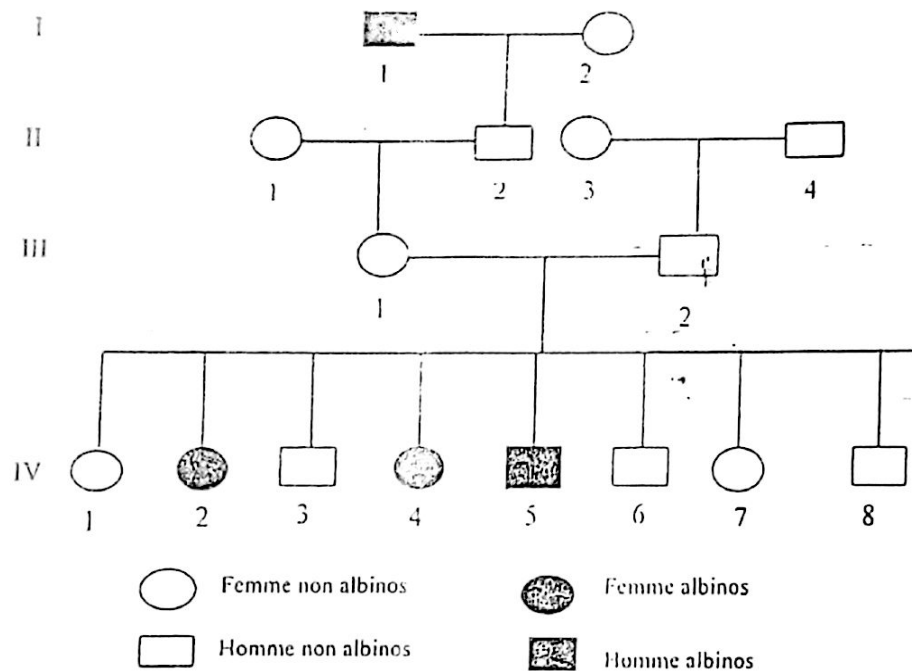 I
1 2
II
1 2 3 4
III
1 2
IV
1 2 3 4 5 6 7 8
Femme non albinos Femme albinos
Homme non albinos Homme albinos